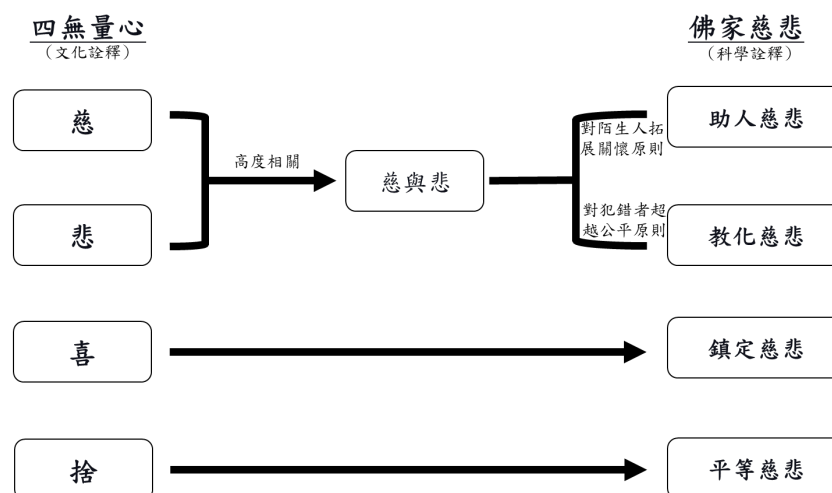 四無量心
（文化詮釋）
佛家慈悲
（科學詮釋）
慈
悲
高度相關
慈與悲
對陌生人拓
展關懷原則
對犯錯者超
越公平原則
助人慈悲
教化慈悲
喜
鎮定慈悲
捨
平等慈悲